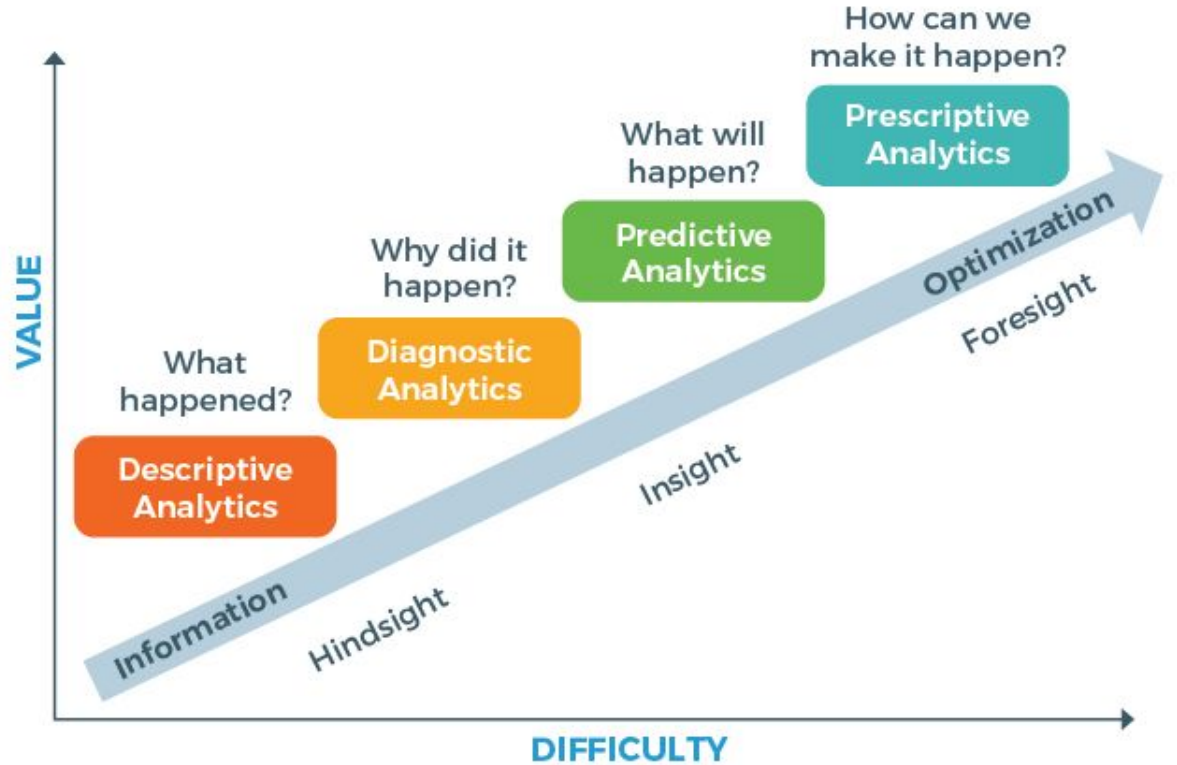 How can we
make it happen?
Prescriptive
Analytics
What will
happen?
Predictive
Analytics
Why did it
happen?
Diagnostic
Analytics
What
happened?
Descriptive
Analytics
Information
Optimization
Hindsight
Insight
Foresight
VALUE
DIFFICULTY